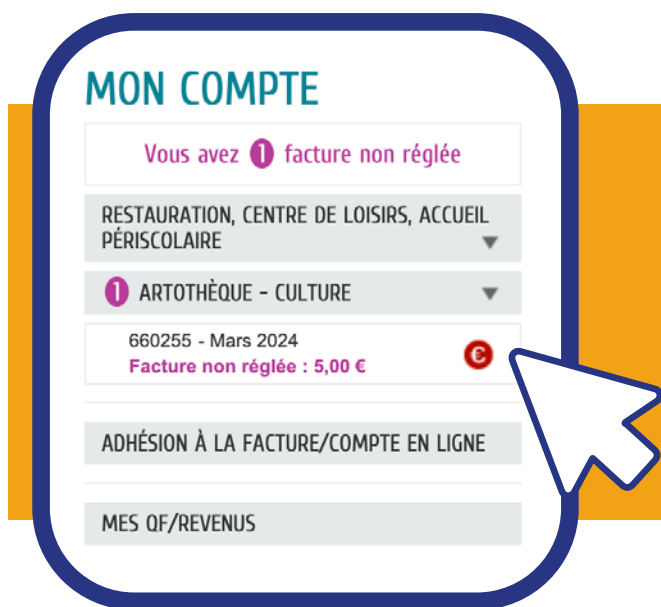 MON COMPTE
Vous avez 1 facture non réglée
RESTAURATION, CENTRE DE LOISIRS, ACCUEIL
PÉRISCOLAIRE
1 ARTOTHÈQUE - CULTURE
660255 - Mars 2024
Facture non réglée : 5,00 €
€
ADHÉSION À LA FACTURE/COMPTE EN LIGNE
MES QF/REVENUS